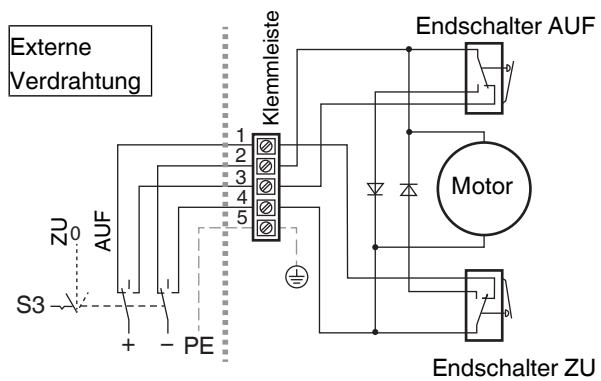 Externe
Verdrahtung
Klemmleiste
Endschalter AUF
1
2
3
4
5
Motor
ZU
0
AUF
S3
+
–
PE
Endschalter ZU